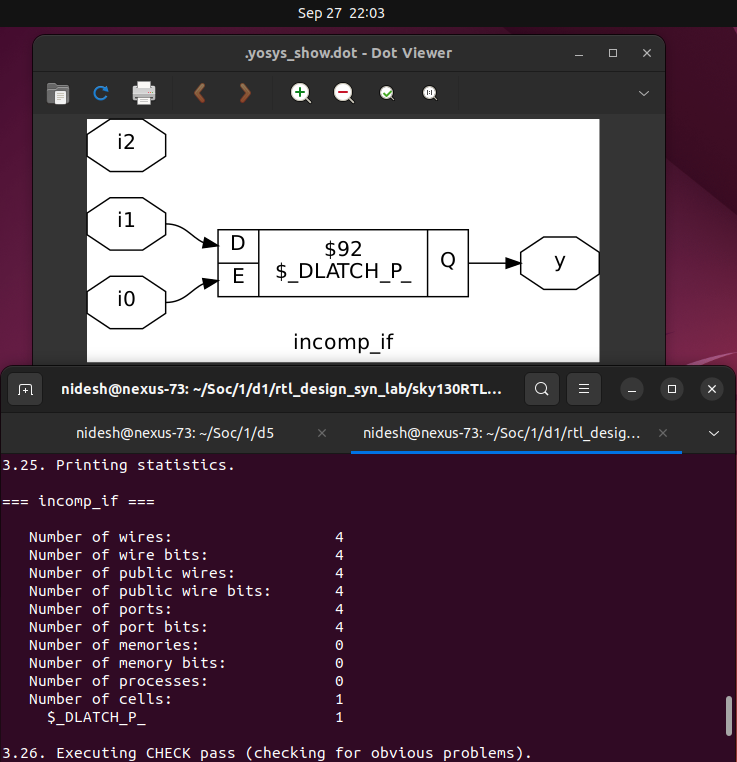 Sep 27 22:03
.yosys_show.dot - Dot Viewer
i2
i1
D
$92
Q
y
E
$_DLATCH_P_
i0
incomp_if
nidesh@nexus-73: ~/Soc/1/d1/rtl_design_syn_lab/sky130RTL...
nidesh@nexus-73: ~/Soc/1/d5
nidesh@nexus-73: ~/Soc/1/d1/rtl_desig...
3.25. Printing statistics.
=== incomp_if ===
Number of wires: 4
Number of wire bits: 4
Number of public wires: 4
Number of public wire bits: 4
Number of ports: 4
Number of port bits: 4
Number of memories: 0
Number of memory bits: 0
Number of processes: 0
Number of cells: 1
$_DLATCH_P_ 1
3.26. Executing CHECK pass (checking for obvious problems).